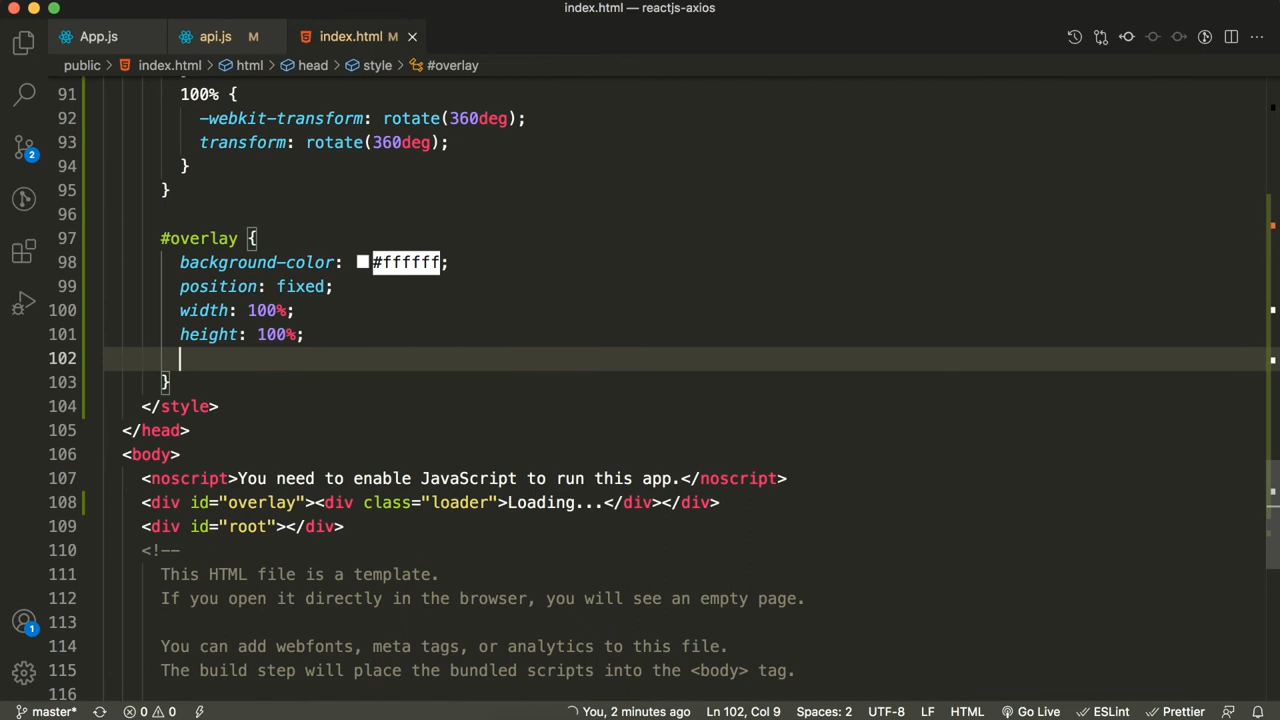 index.html — reactjs-axios
App.js
api.js M
index.html M
public > index.html > html > head > style > #overlay
91 100% {
92 -webkit-transform: rotate(360deg);
93 transform: rotate(360deg);
94 }
95 }
96
97 #overlay {
98 background-color: #ffffff;
99 position: fixed;
100 width: 100%;
101 height: 100%;
102
103 }
104 </style>
105 </head>
106 <body>
107 <noscript>You need to enable JavaScript to run this app.</noscript>
108 <div id="overlay"><div class="loader">Loading...</div></div>
109 <div id="root"></div>
110 <!--
111 This HTML file is a template.
112 If you open it directly in the browser, you will see an empty page.
113
114 You can add webfonts, meta tags, or analytics to this file.
115 The build step will place the bundled scripts into the <body> tag.
116
2
1
master* 0 0 You, 2 minutes ago Ln 102, Col 9 Spaces: 2 UTF-8 LF HTML Go Live ESLint Prettier